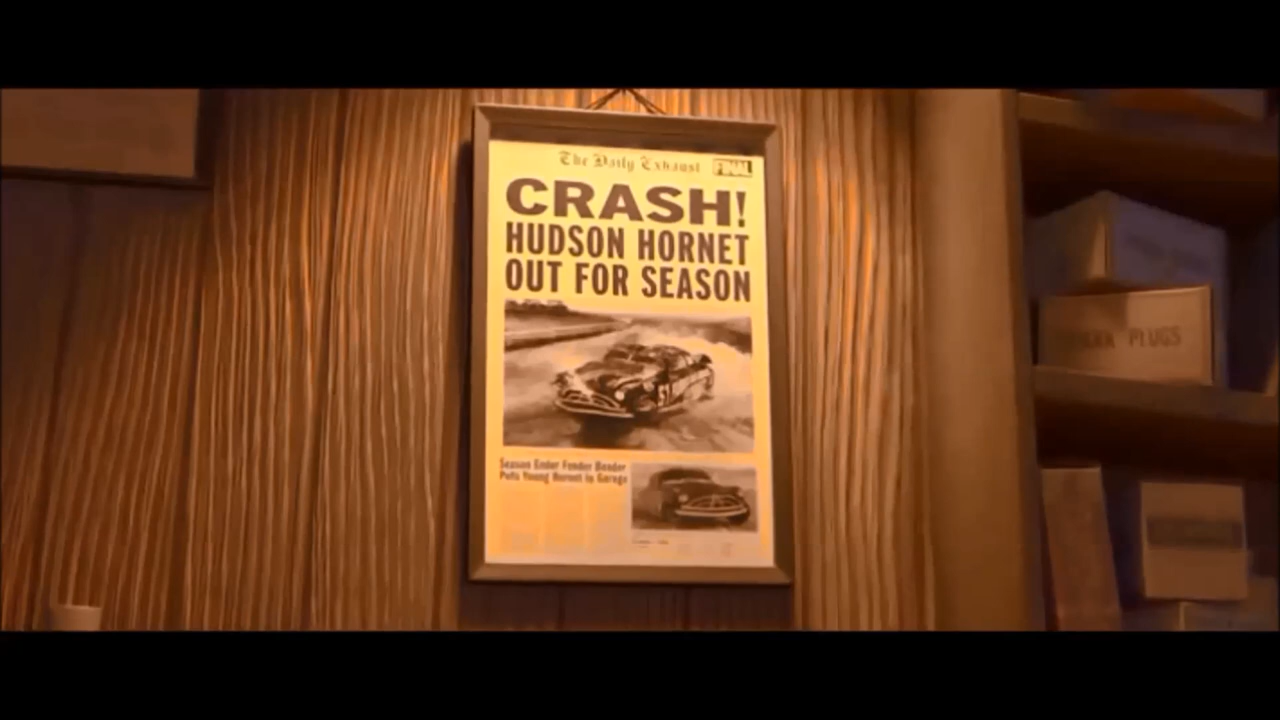 The Daily Exhaust FINAL
CRASH!
HUDSON HORNET
OUT FOR SEASON
51
Season Ender Fender Bender
Puts Young Hornet in Garage
PLUGS